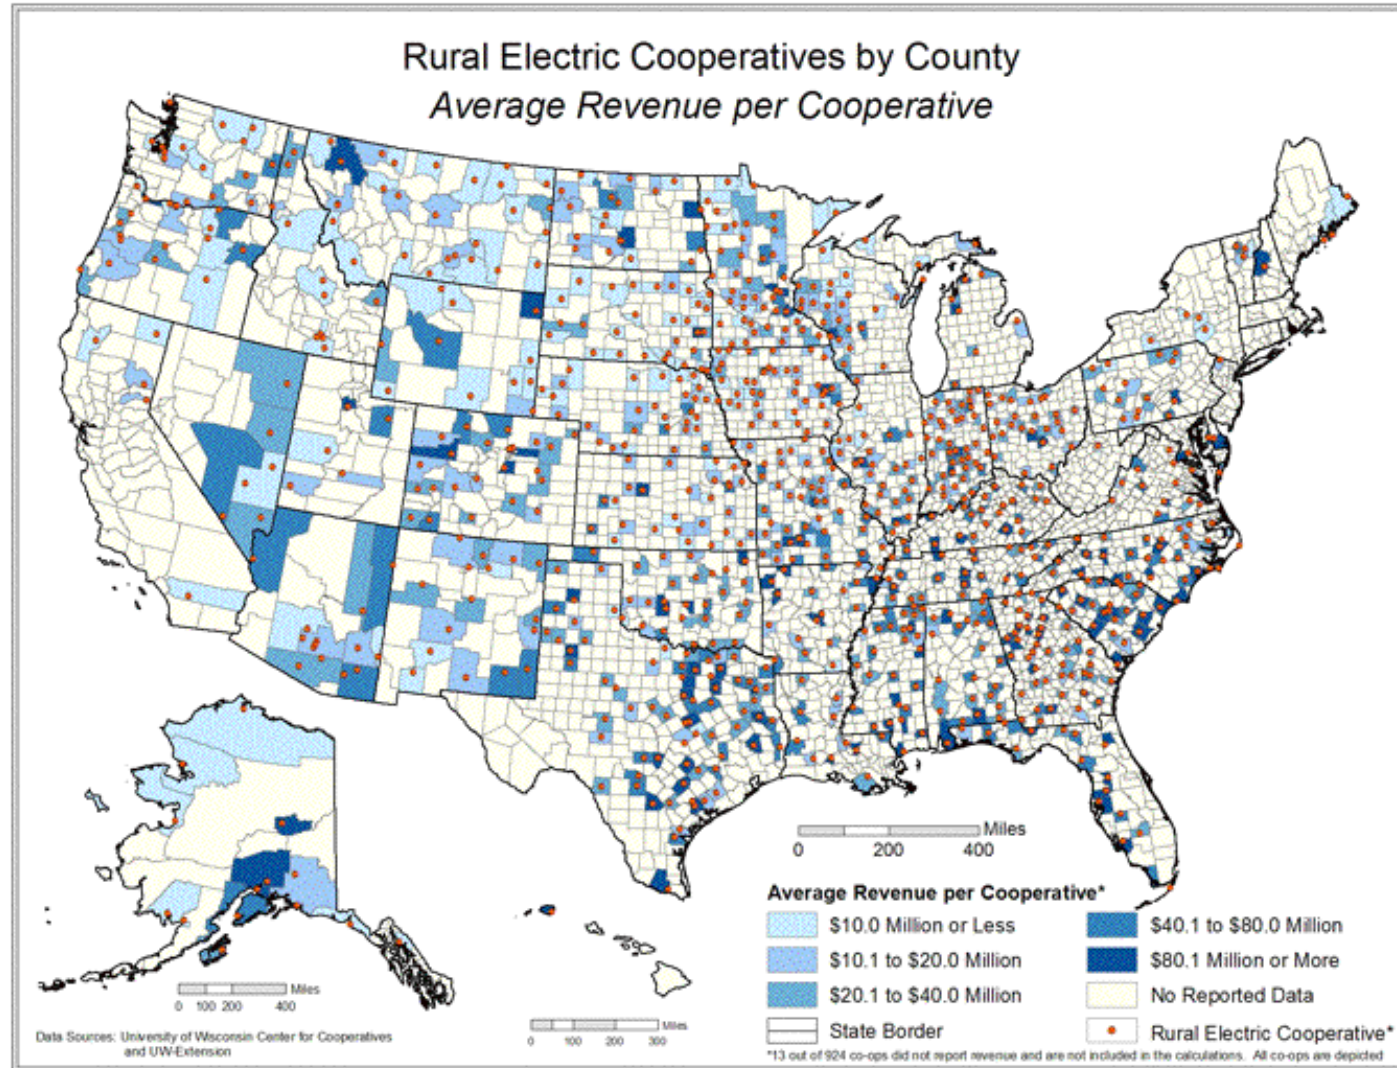 Rural Electric Cooperatives by County
Average Revenue per Cooperative
Miles
0 200 400
Average Revenue per Cooperative*
$10.0 Million or Less
$40.1 to $80.0 Million
$10.1 to $20.0 Million
$80.1 Million or More
$20.1 to $40.0 Million
No Reported Data
State Border
Rural Electric Cooperative*
Miles
0 100 200 400
Miles
0 100 200 300
Data Sources: University of Wisconsin Center for Cooperatives
and UW-Extension
*13 out of 924 co-ops did not report revenue and are not included in the calculations. All co-ops are depicted